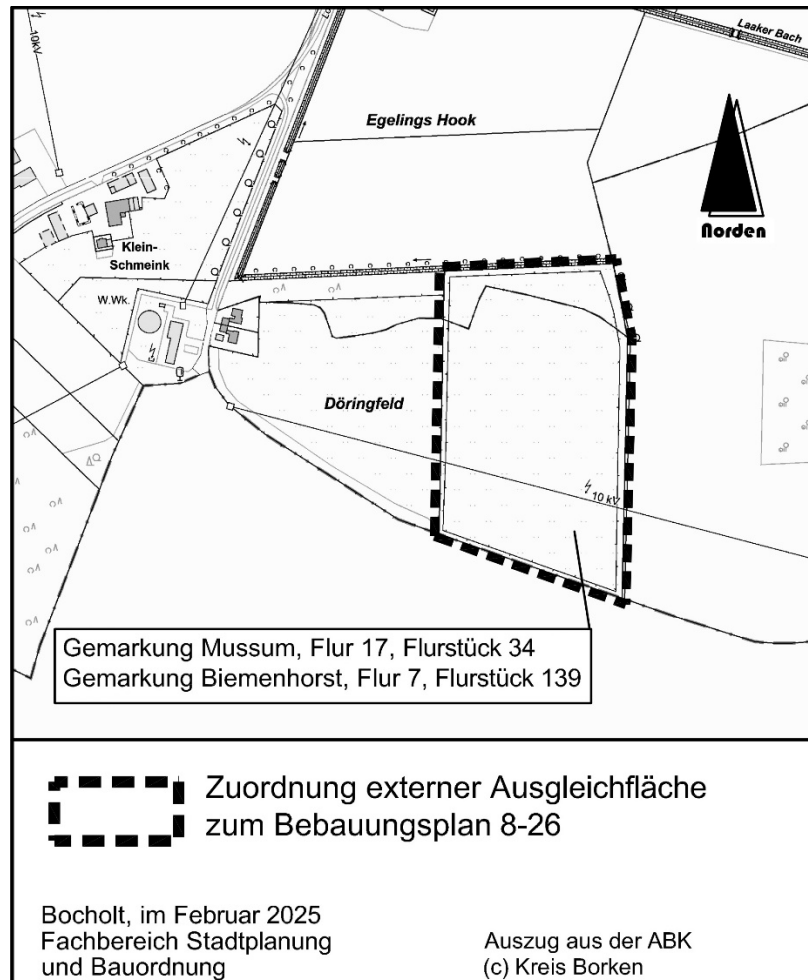 10kV
Laaker Bach
Egelings Hook
Norden
Klein-
Schmeink
W.Wk.
Döringfeld
10 kV
Gemarkung Mussum, Flur 17, Flurstück 34
Gemarkung Biemenhorst, Flur 7, Flurstück 139
Zuordnung externer Ausgleichfläche
zum Bebauungsplan 8-26
Bocholt, im Februar 2025
Fachbereich Stadtplanung
und Bauordnung
Auszug aus der ABK
(c) Kreis Borken